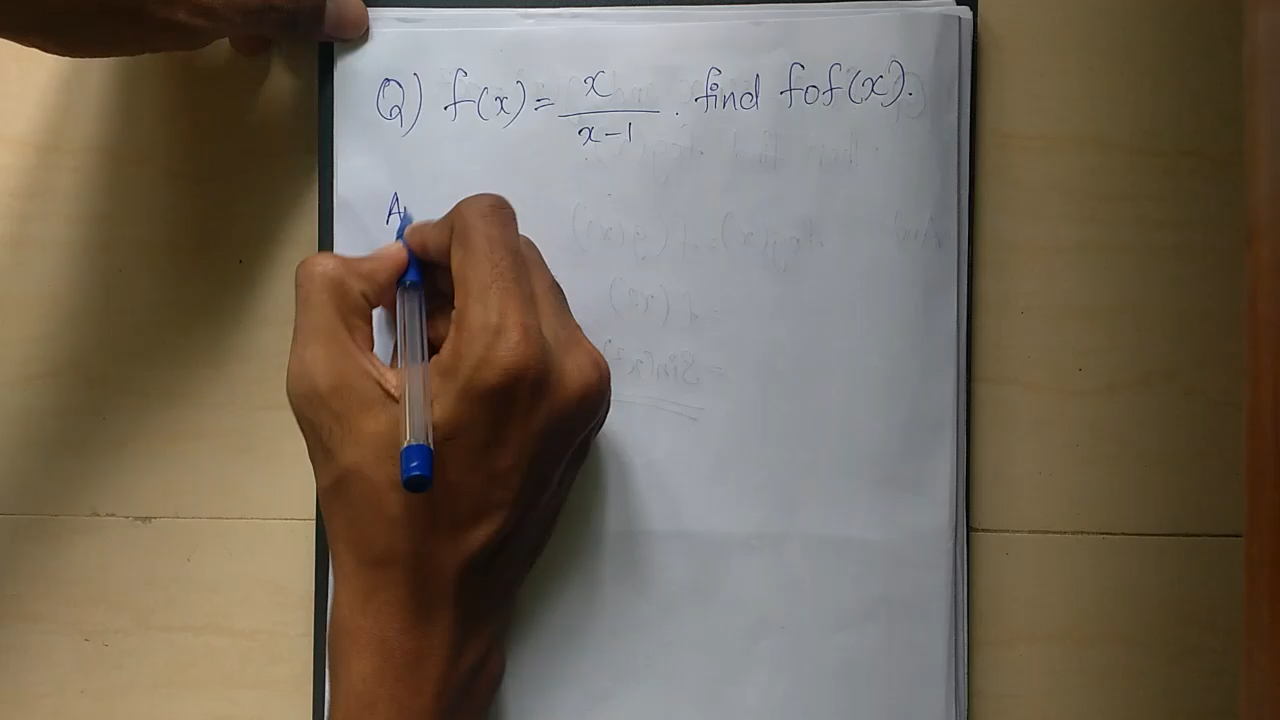 Q) f(x) = x / (x-1) . find fof(x).
A